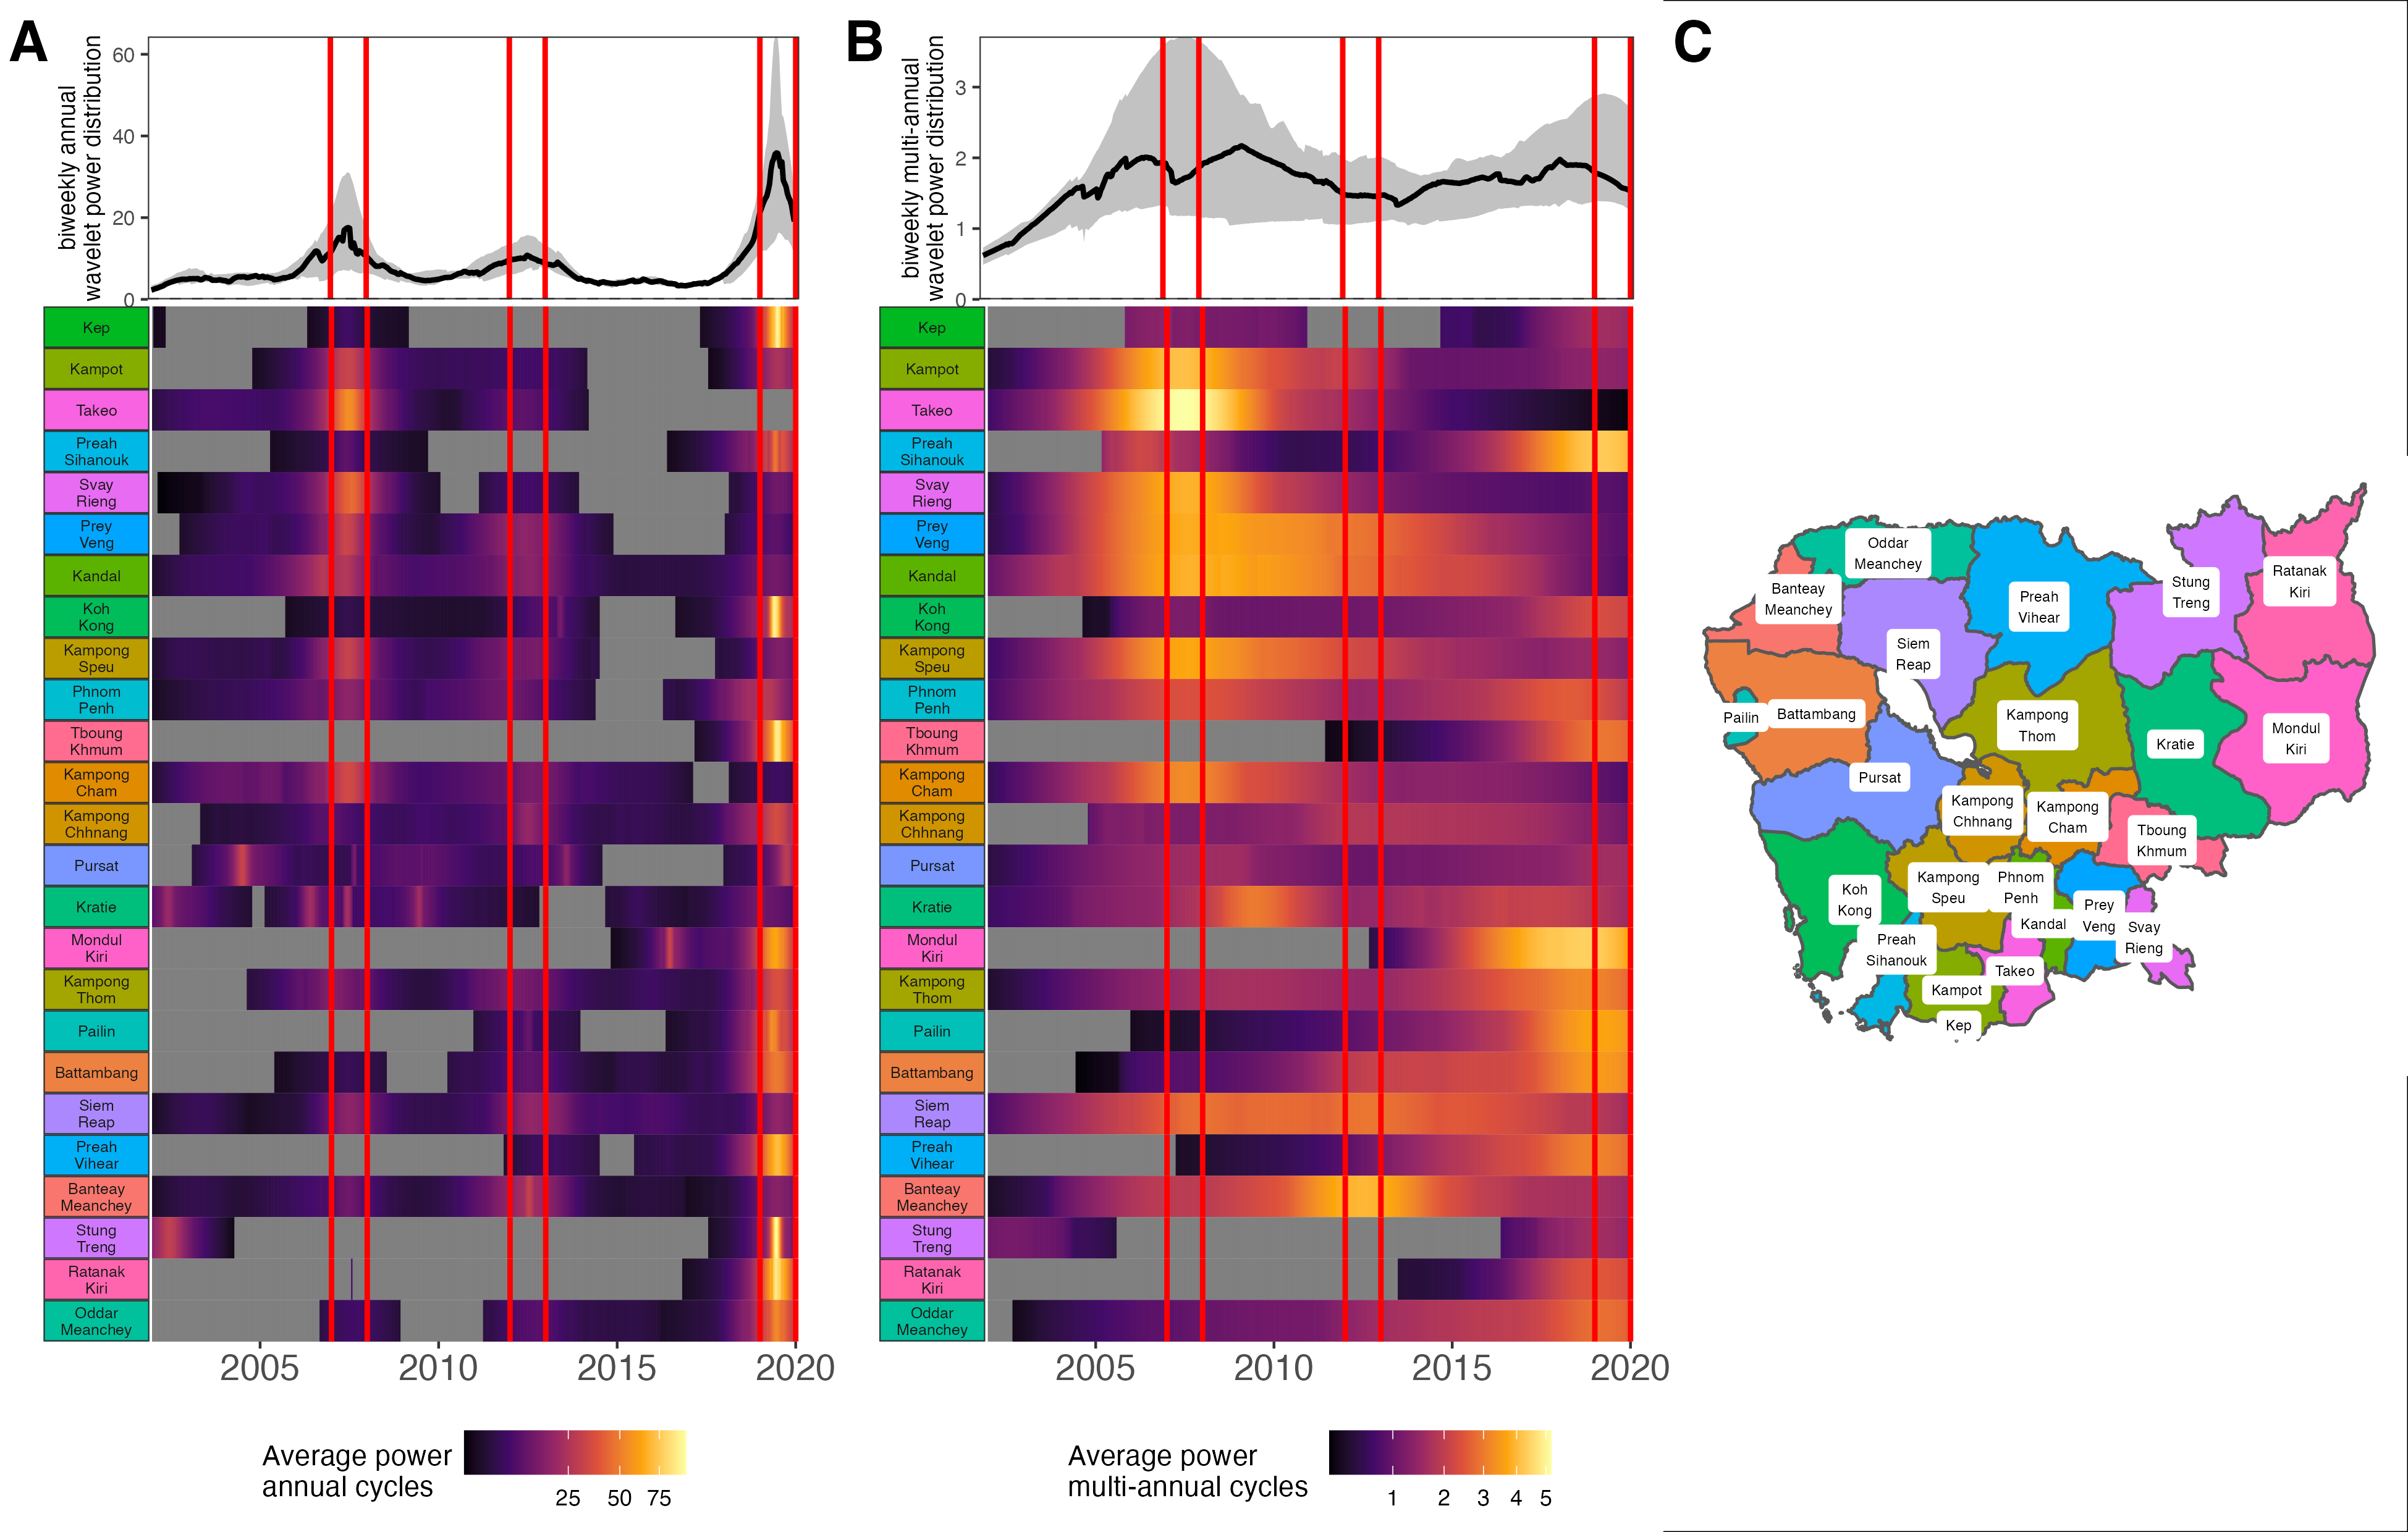 A
biweekly annual
wavelet power distribution
60
40
20
0
Kep
Kampot
Takeo
Preah
Sihanouk
Svay
Rieng
Prey
Veng
Kandal
Koh
Kong
Kampong
Speu
Phnom
Penh
Tboung
Khmum
Kampong
Cham
Kampong
Chhnang
Pursat
Kratie
Mondul
Kiri
Kampong
Thom
Pailin
Battambang
Siem
Reap
Preah
Vihear
Banteay
Meanchey
Stung
Treng
Ratanak
Kiri
Oddar
Meanchey
2005 2010 2015 2020
Average power
annual cycles
25 50 75
B
biweekly multi-annual
wavelet power distribution
3
2
1
0
Kep
Kampot
Takeo
Preah
Sihanouk
Svay
Rieng
Prey
Veng
Kandal
Koh
Kong
Kampong
Speu
Phnom
Penh
Tboung
Khmum
Kampong
Cham
Kampong
Chhnang
Pursat
Kratie
Mondul
Kiri
Kampong
Thom
Pailin
Battambang
Siem
Reap
Preah
Vihear
Banteay
Meanchey
Stung
Treng
Ratanak
Kiri
Oddar
Meanchey
2005 2010 2015 2020
Average power
multi-annual cycles
1 2 3 4 5
C
Oddar
Meanchey
Banteay
Meanchey
Siem
Reap
Preah
Vihear
Stung
Treng
Ratanak
Kiri
Pailin
Battambang
Kampong
Thom
Kratie
Mondul
Kiri
Pursat
Kampong
Chhnang
Kampong
Cham
Tboung
Khmum
Koh
Kong
Kampong
Speu
Phnom
Penh
Kandal
Prey
Veng
Svay
Rieng
Preah
Sihanouk
Takeo
Kampot
Kep